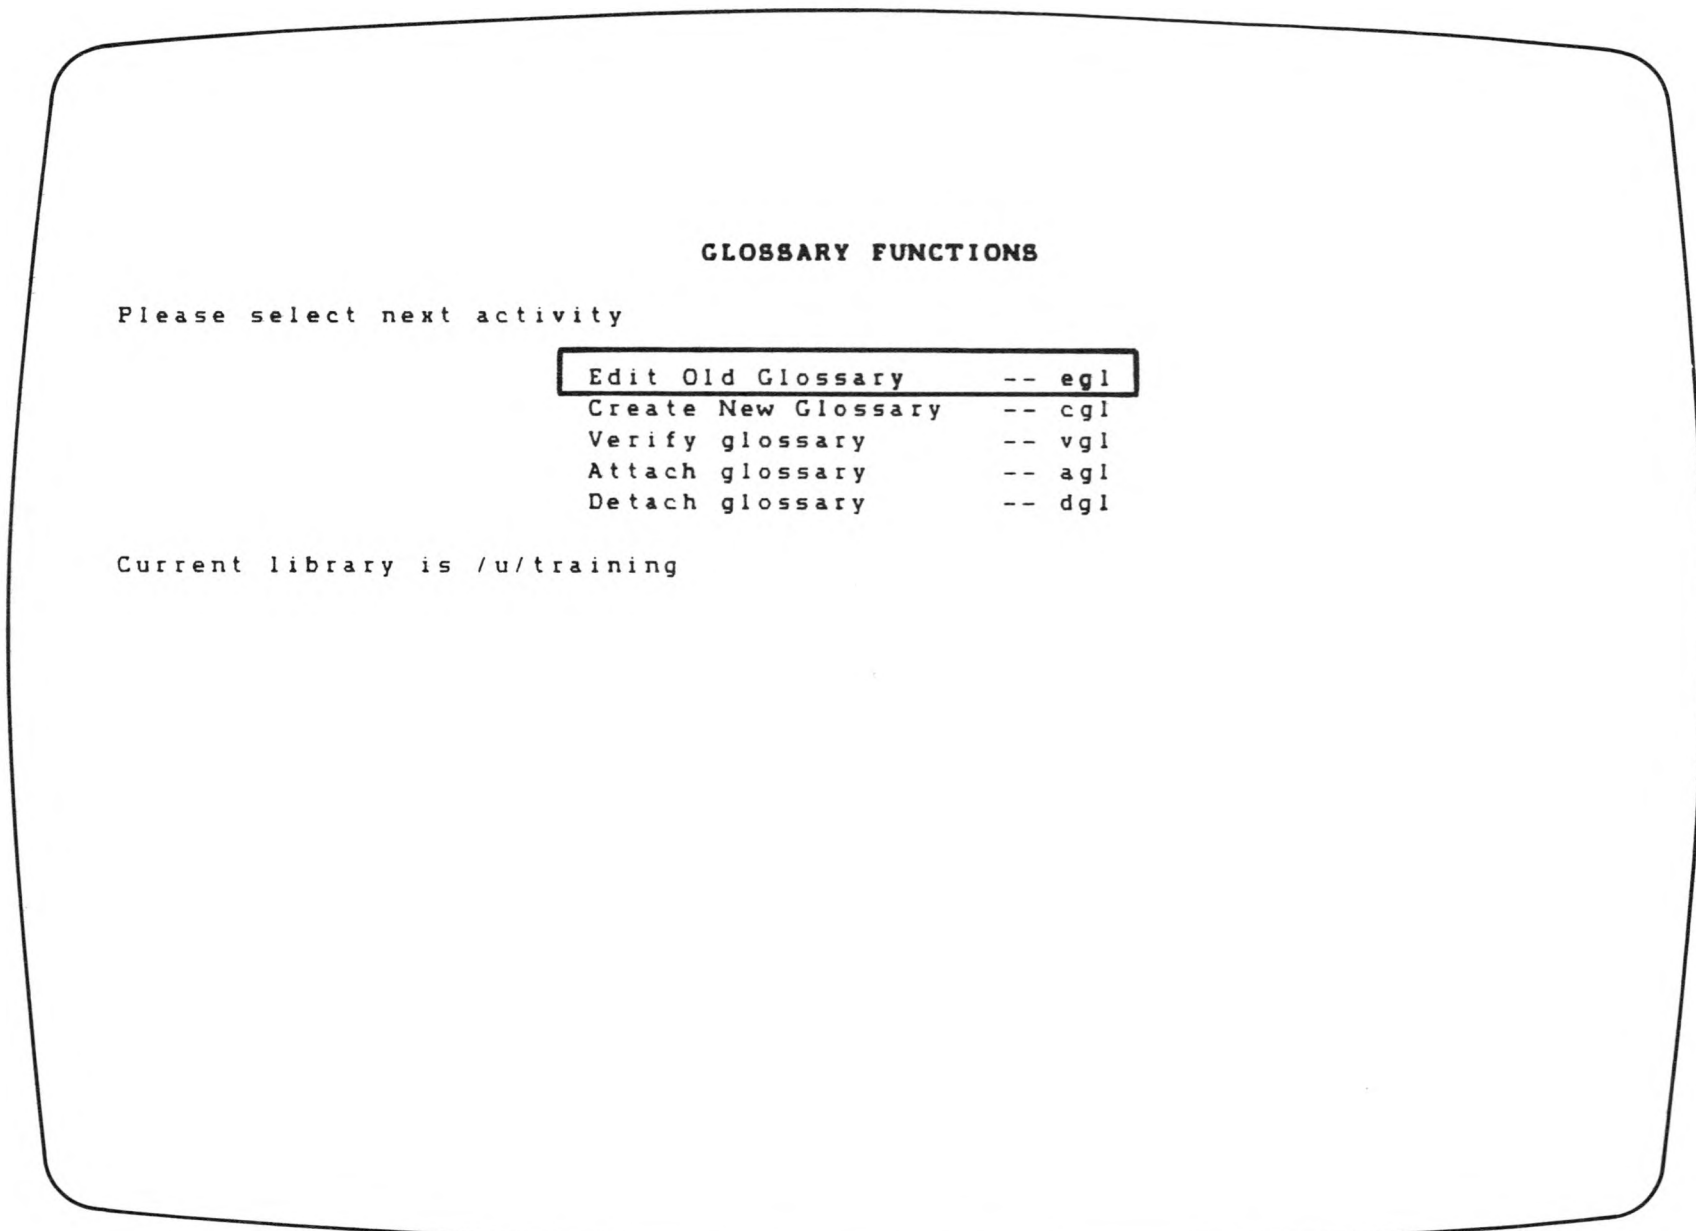 GLOSSARY FUNCTIONS
Please select next activity
Edit Old Glossary -- egl
Create New Glossary -- cgl
Verify glossary -- vgl
Attach glossary -- agl
Detach glossary -- dgl
Current library is /u/training